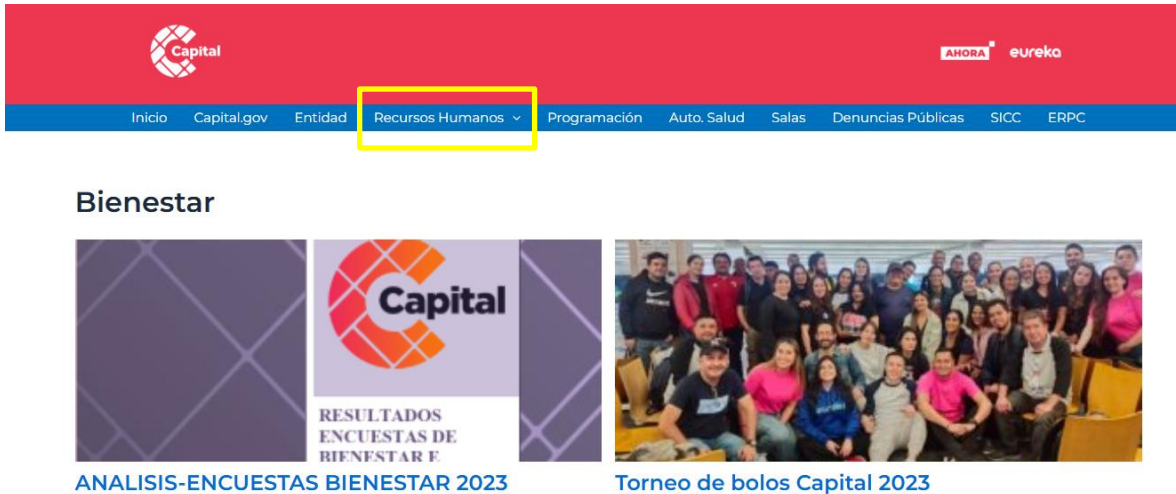 Capital
AHORA eureka
Inicio Capital.gov Entidad Recursos Humanos Programación Auto. Salud Salas Denuncias Públicas SICC ERPC
Bienestar
Capital
RESULTADOS
ENCUESTAS DE
BIENESTAR E
ANALISIS-ENCUESTAS BIENESTAR 2023
Torneo de bolos Capital 2023